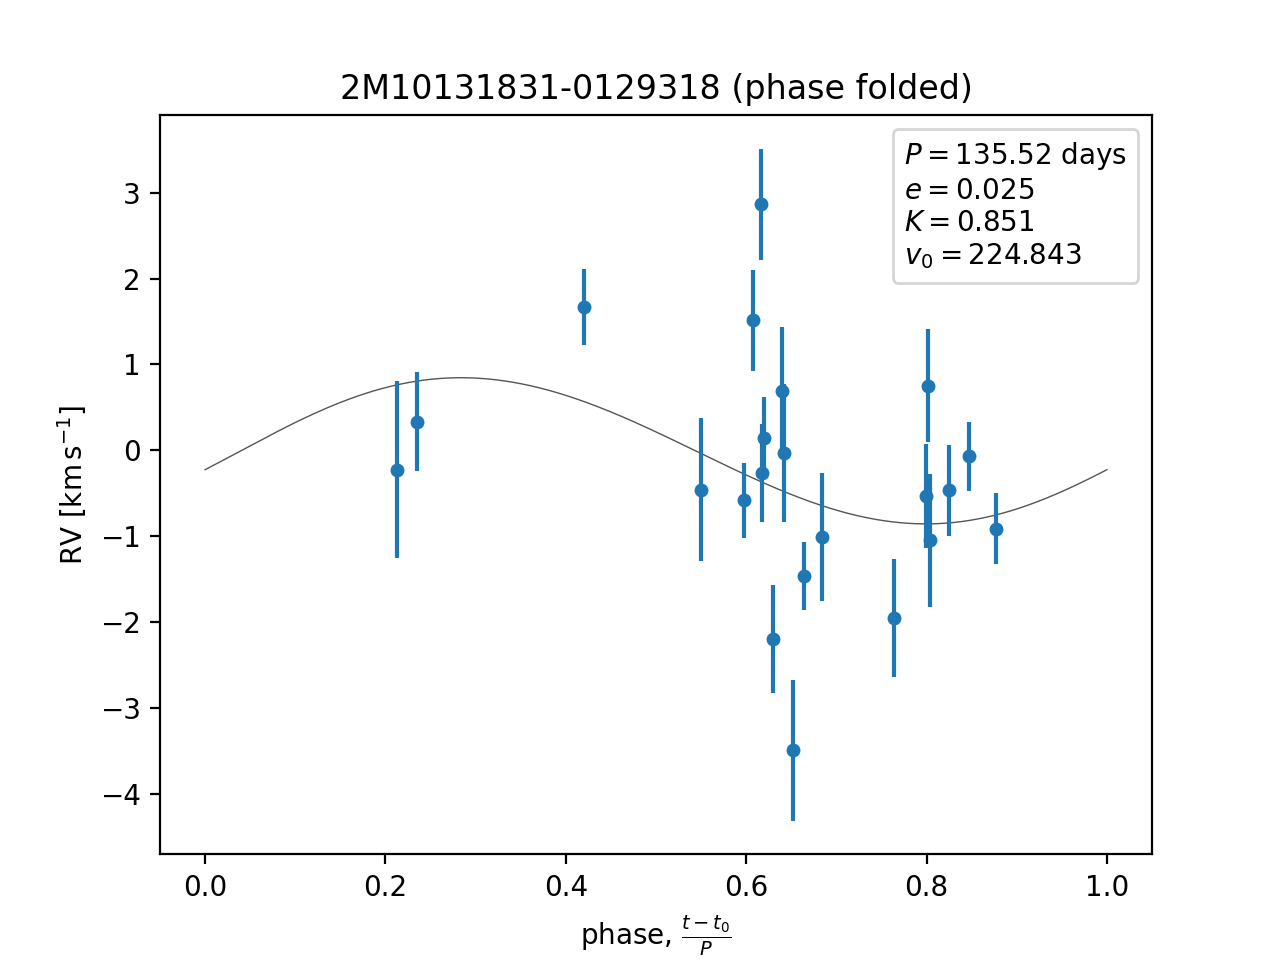 2M10131831-0129318 (phase folded)
P = 135.52 days
e = 0.025
K = 0.851
v₀ = 224.843
3
2
1
0
−1
−2
−3
−4
RV [km s⁻¹]
0.0 0.2 0.4 0.6 0.8 1.0
phase, (t − t₀)/P